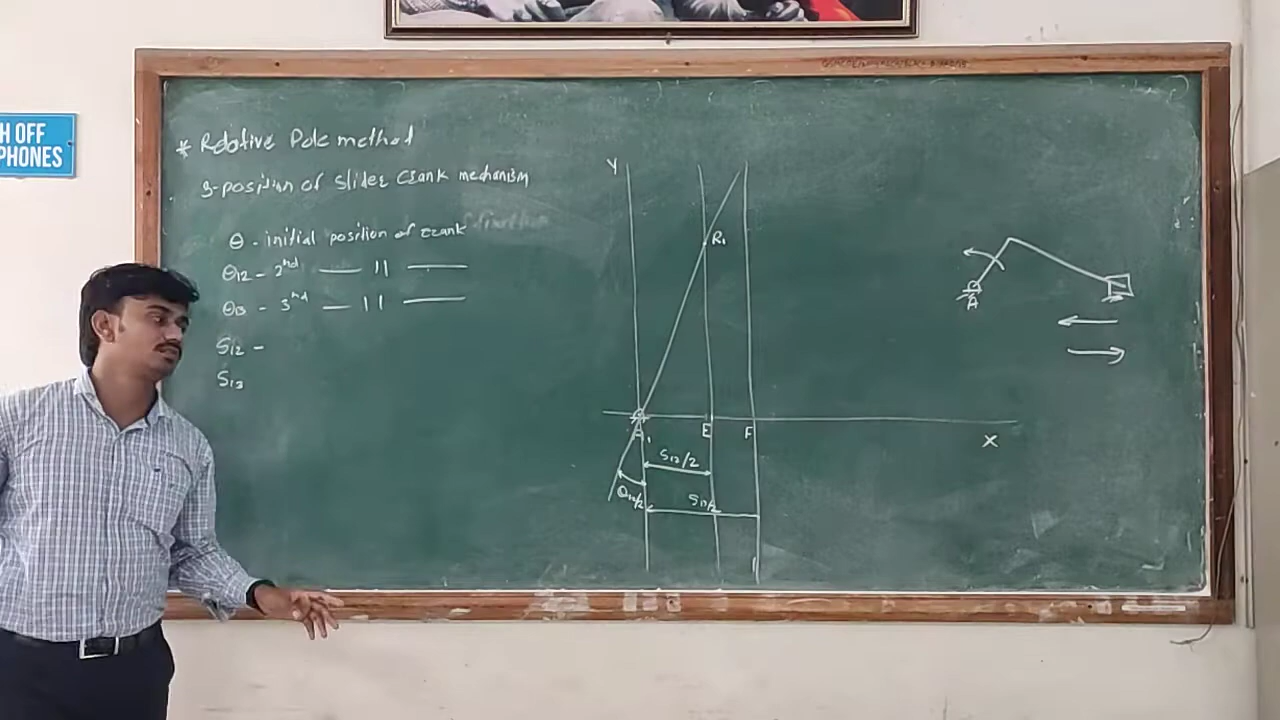 H OFF
PHONES
* Relative Pole method
3-position of slider crank mechanism
θ - initial position of crank
θ12 - 2nd — 11 —
θ13 - 3rd — 11 —
S12 -
S13
Y
R1
A
E
F
X
S12/2
θ12/2
S13/2
A